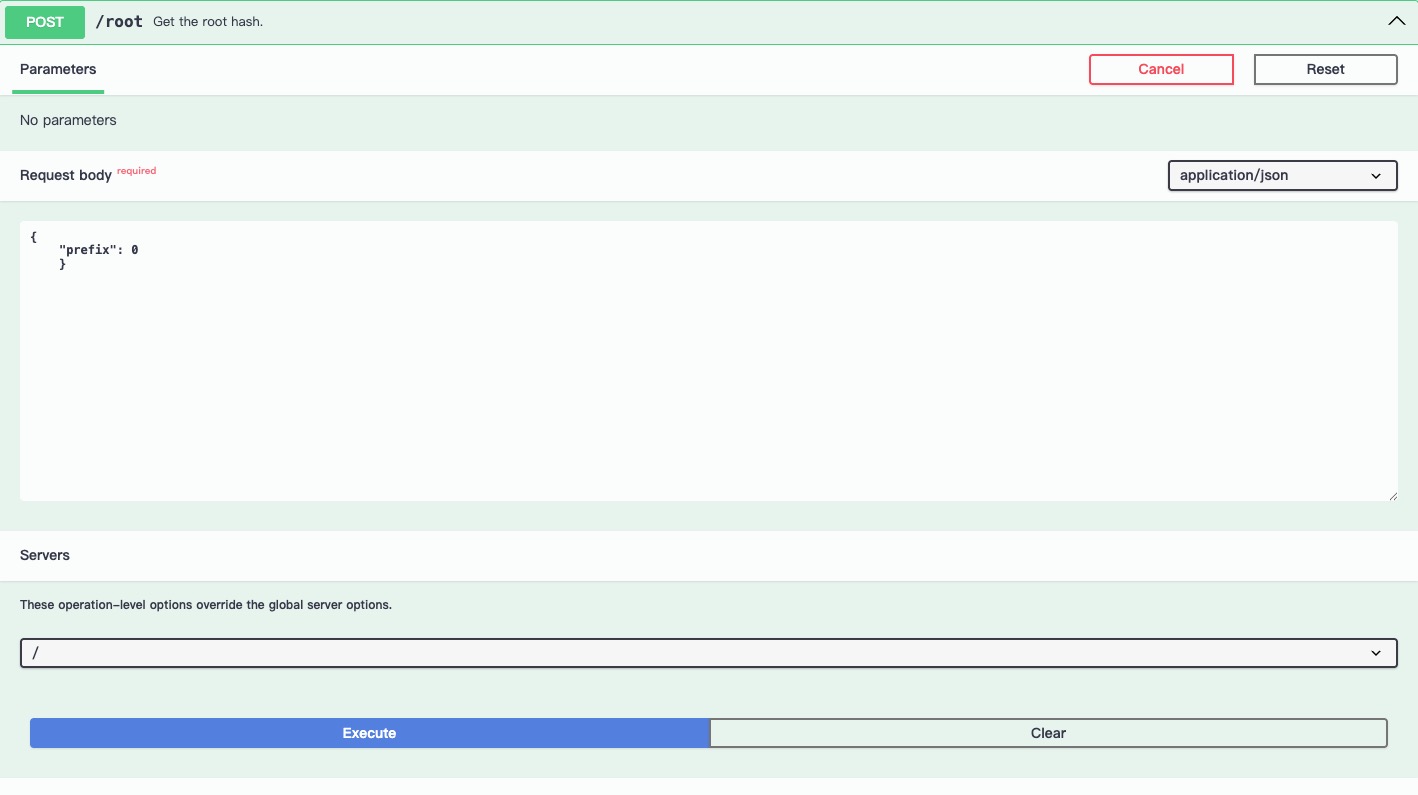 POST /root Get the root hash.
Parameters Cancel Reset
No parameters
Request body required application/json
{
    "prefix": 0
    }
Servers
These operation-level options override the global server options.
/
Execute Clear